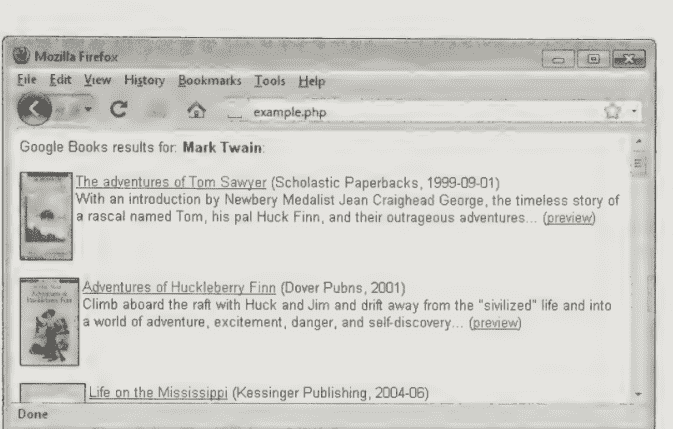 Mozilla Firefox
File Edit View History Bookmarks Tools Help
example.php
Google Books results for: Mark Twain:
The adventures of Tom Sawyer (Scholastic Paperbacks, 1999-09-01)
With an introduction by Newbery Medalist Jean Craighead George, the timeless story of
a rascal named Tom, his pal Huck Finn, and their outrageous adventures... (preview)
Adventures of Huckleberry Finn (Dover Pubns, 2001)
Climb aboard the raft with Huck and Jim and drift away from the "sivilized" life and into
a world of adventure, excitement, danger, and self-discovery... (preview)
Life on the Mississippi (Kessinger Publishing, 2004-06)
Done